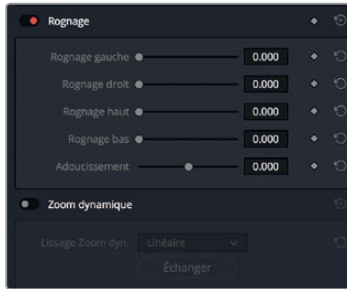 Rognage
Rognage gauche 0.000
Rognage droit 0.000
Rognage haut 0.000
Rognage bas 0.000
Adoucissement 0.000
Zoom dynamique
Lissage Zoom dyn. Linéaire
Échanger